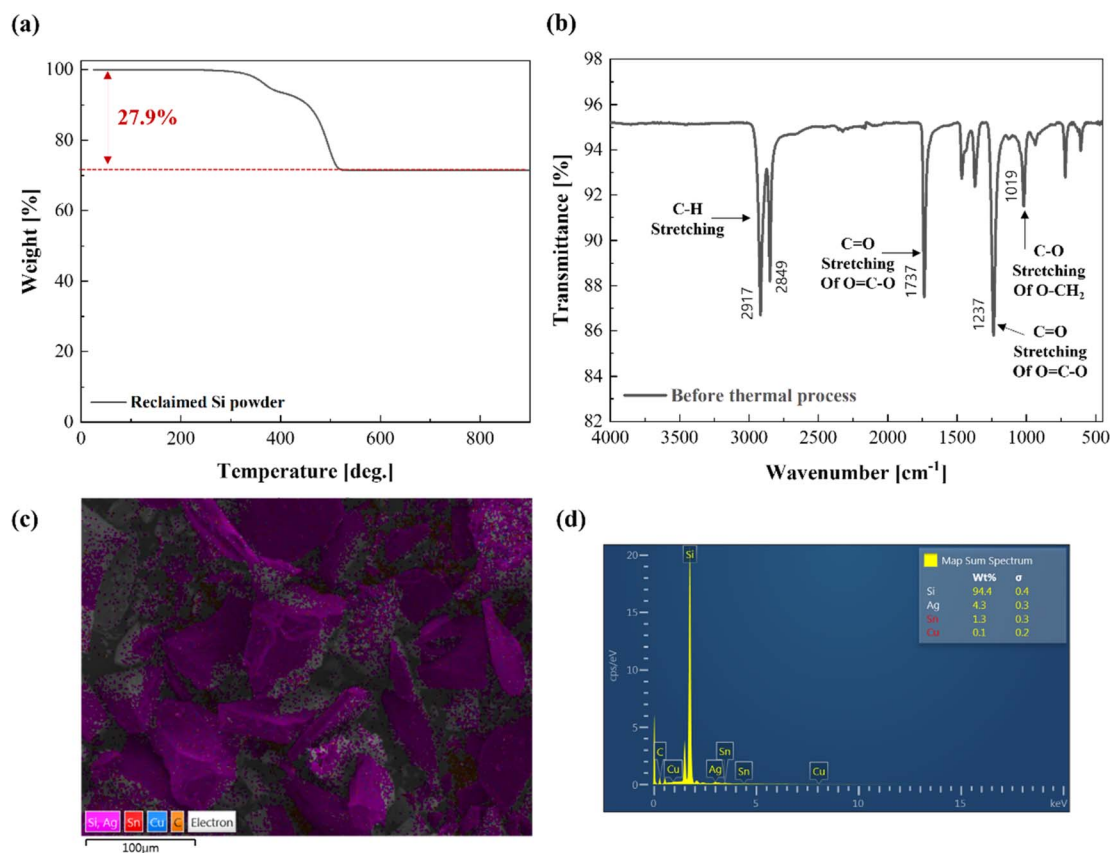 (a)
100
80
60
40
20
0
Weight [%]
27.9%
Reclaimed Si powder
0
200
400
600
800
Temperature [deg.]
(b)
98
96
94
92
90
88
86
84
82
Transmittance [%]
C-H
Stretching
2917
2849
C=O
Stretching
Of O=C-O
1737
1237
1019
C-O
Stretching
Of O-CH₂
C=O
Stretching
Of O=C-O
Before thermal process
4000
3500
3000
2500
2000
1500
1000
500
Wavenumber [cm⁻¹]
(c)
Si, Ag
Sn
Cu
C
Electron
100µm
(d)
20
15
10
5
0
cps/eV
Si
C
Cu
Ag
Sn
Sn
Cu
0
5
10
15
keV
Map Sum Spectrum
Wt% σ
Si 94.4 0.4
Ag 4.3 0.3
Sn 1.3 0.3
Cu 0.1 0.2